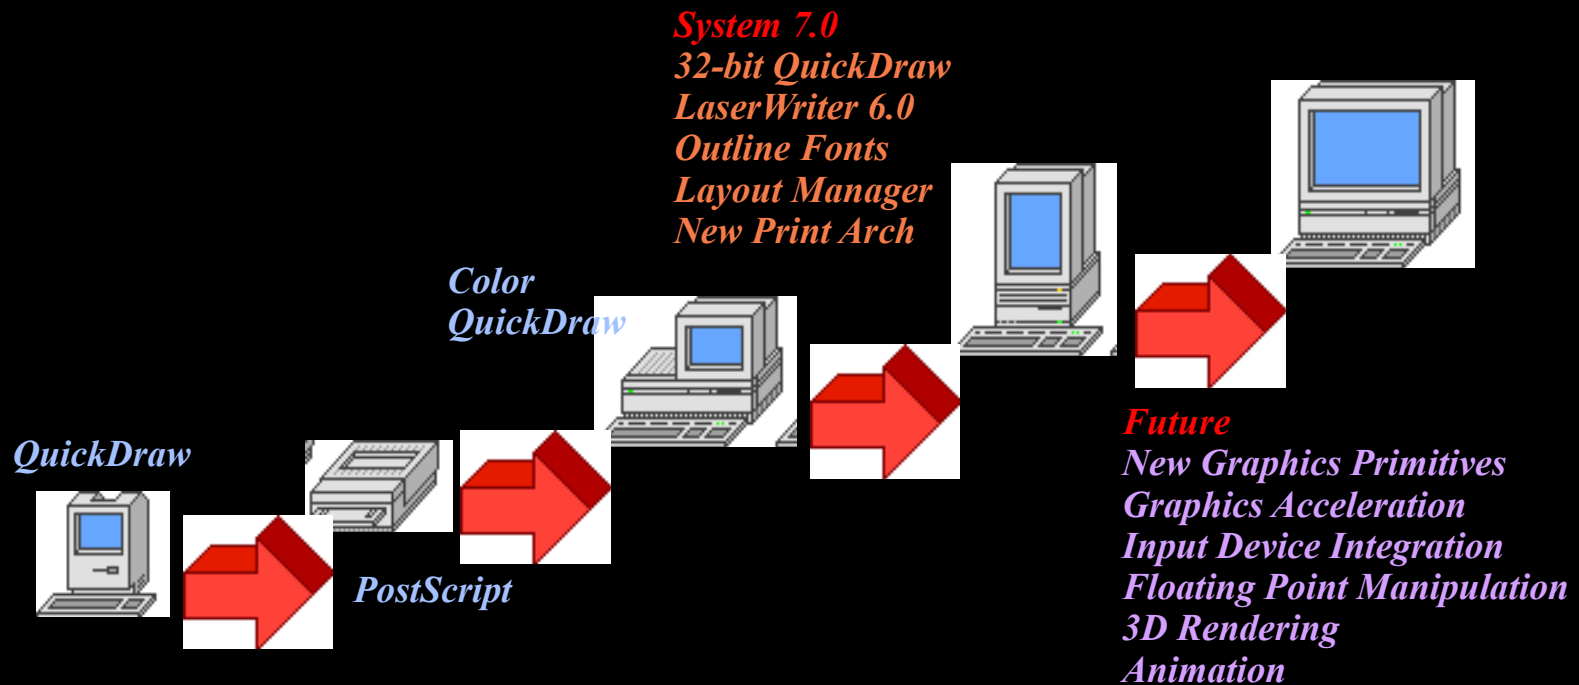 System 7.0
32-bit QuickDraw
LaserWriter 6.0
Outline Fonts
Layout Manager
New Print Arch
Color
QuickDraw
QuickDraw
PostScript
Future
New Graphics Primitives
Graphics Acceleration
Input Device Integration
Floating Point Manipulation
3D Rendering
Animation